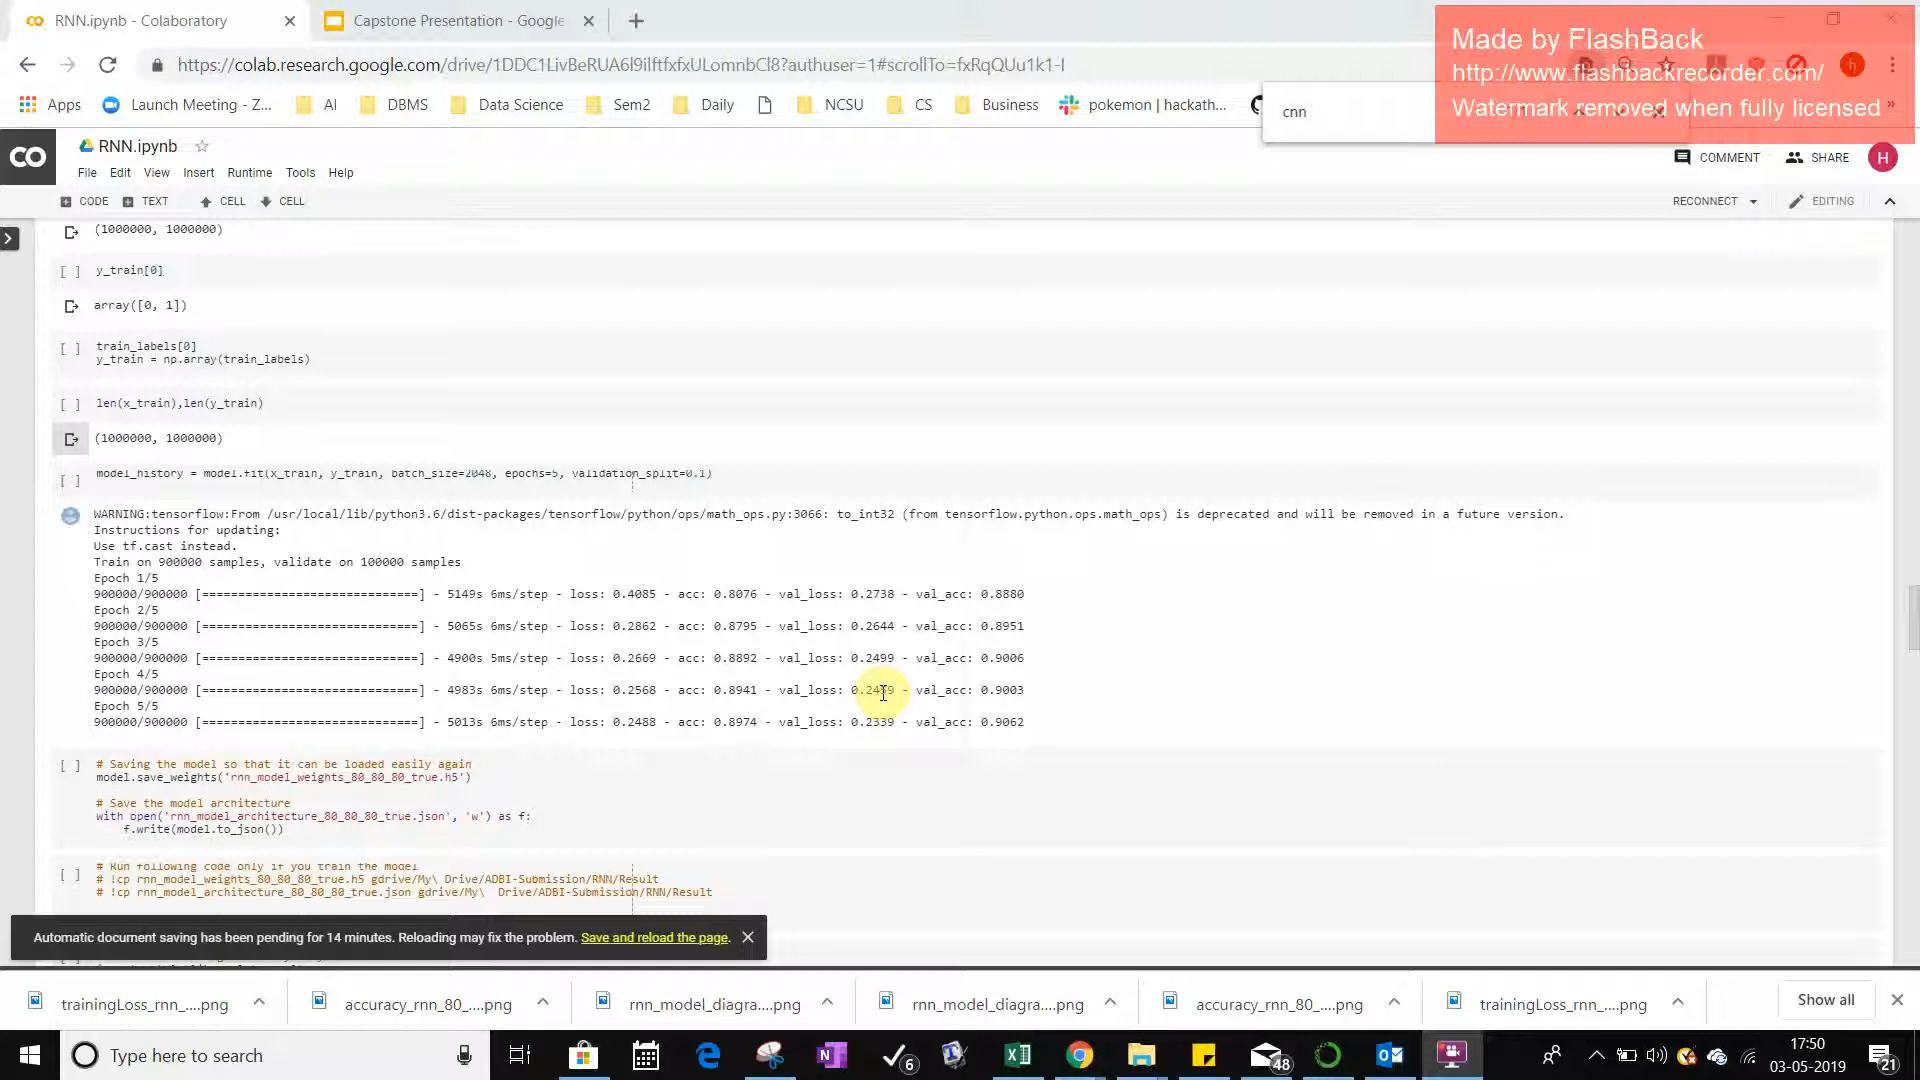 RNN.ipynb - Colaboratory
Capstone Presentation - Google
Made by FlashBack
http://www.flashbackrecorder.com/
Watermark removed when fully licensed
https://colab.research.google.com/drive/1DDC1LivBeRUA6l9ilftfxfxULomnbCl8?authuser=1#scrollTo=fxRqQUu1k1-I
h
Apps
Launch Meeting - Z...
AI
DBMS
Data Science
Sem2
Daily
NCSU
CS
Business
pokemon | hackath...
»
cnn
CO
RNN.ipynb
COMMENT
SHARE
H
File Edit View Insert Runtime Tools Help
CODE TEXT CELL CELL
RECONNECT
EDITING
(1000000, 1000000)
[ ] y_train[0]
array([0, 1])
[ ] train_labels[0]
y_train = np.array(train_labels)
[ ] len(x_train),len(y_train)
(1000000, 1000000)
[ ] model_history = model.fit(x_train, y_train, batch_size=2048, epochs=5, validation_split=0.1)
WARNING:tensorflow:From /usr/local/lib/python3.6/dist-packages/tensorflow/python/ops/math_ops.py:3066: to_int32 (from tensorflow.python.ops.math_ops) is deprecated and will be removed in a future version.
Instructions for updating:
Use tf.cast instead.
Train on 900000 samples, validate on 100000 samples
Epoch 1/5
900000/900000 [==============================] - 5149s 6ms/step - loss: 0.4085 - acc: 0.8076 - val_loss: 0.2738 - val_acc: 0.8880
Epoch 2/5
900000/900000 [==============================] - 5065s 6ms/step - loss: 0.2862 - acc: 0.8795 - val_loss: 0.2644 - val_acc: 0.8951
Epoch 3/5
900000/900000 [==============================] - 4900s 5ms/step - loss: 0.2669 - acc: 0.8892 - val_loss: 0.2499 - val_acc: 0.9006
Epoch 4/5
900000/900000 [==============================] - 4983s 6ms/step - loss: 0.2568 - acc: 0.8941 - val_loss: - val_acc: 0.9003
Epoch 5/5
900000/900000 [==============================] - 5013s 6ms/step - loss: 0.2488 - acc: 0.8974 - val_loss: 0.2339 - val_acc: 0.9062
[ ] # Saving the model so that it can be loaded easily again
model.save_weights('rnn_model_weights_80_80_80_true.h5')
# Save the model architecture
with open('rnn_model_architecture_80_80_80_true.json', 'w') as f:
f.write(model.to_json())
[ ] # Run following code only if you train the model
# !cp rnn_model_weights_80_80_80_true.h5 gdrive/My\ Drive/ADBI-Submission/RNN/Result
# !cp rnn_model_architecture_80_80_80_true.json gdrive/My\  Drive/ADBI-Submission/RNN/Result
Automatic document saving has been pending for 14 minutes. Reloading may fix the problem. Save and reload the page.
trainingLoss_rnn_....png
accuracy_rnn_80_....png
rnn_model_diagra....png
rnn_model_diagra....png
accuracy_rnn_80_....png
trainingLoss_rnn_....png
Show all
Type here to search
6
48
17:50
03-05-2019
21